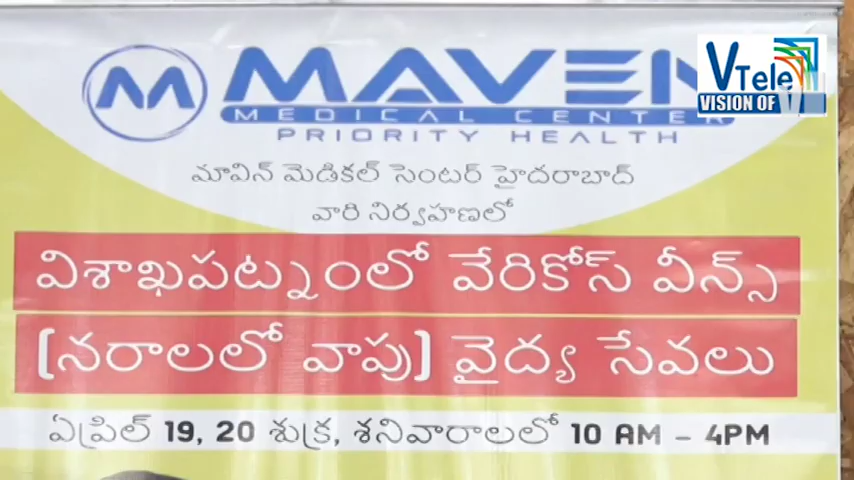 MAVEN
MEDICAL CENTER
PRIORITY HEALTH
VTele
VISION OF
మావిన్ మెడికల్ సెంటర్ హైదరాబాద్
వారి నిర్వహణలో
విశాఖపట్నంలో వేరికోస్ వీన్స్
(నరాలలో వాపు) వైద్య సేవలు
ఏప్రిల్ 19, 20 శుక్ర, శనివారాలలో 10 AM - 4PM